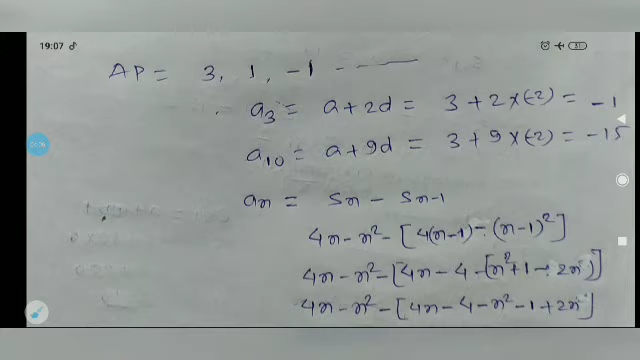 19:07
31
AP = 3, 1, -1 -------
a3 = a+2d = 3+2×(-2) = -1
a10 = a+9d = 3+9×(-2) = -15
an = Sn - Sn-1
4n-n²-[4(n-1)-(n-1)²]
4n-n²-[4n-4-(n²+1-2n)]
4n-n²-[4n-4-n²-1+2n]